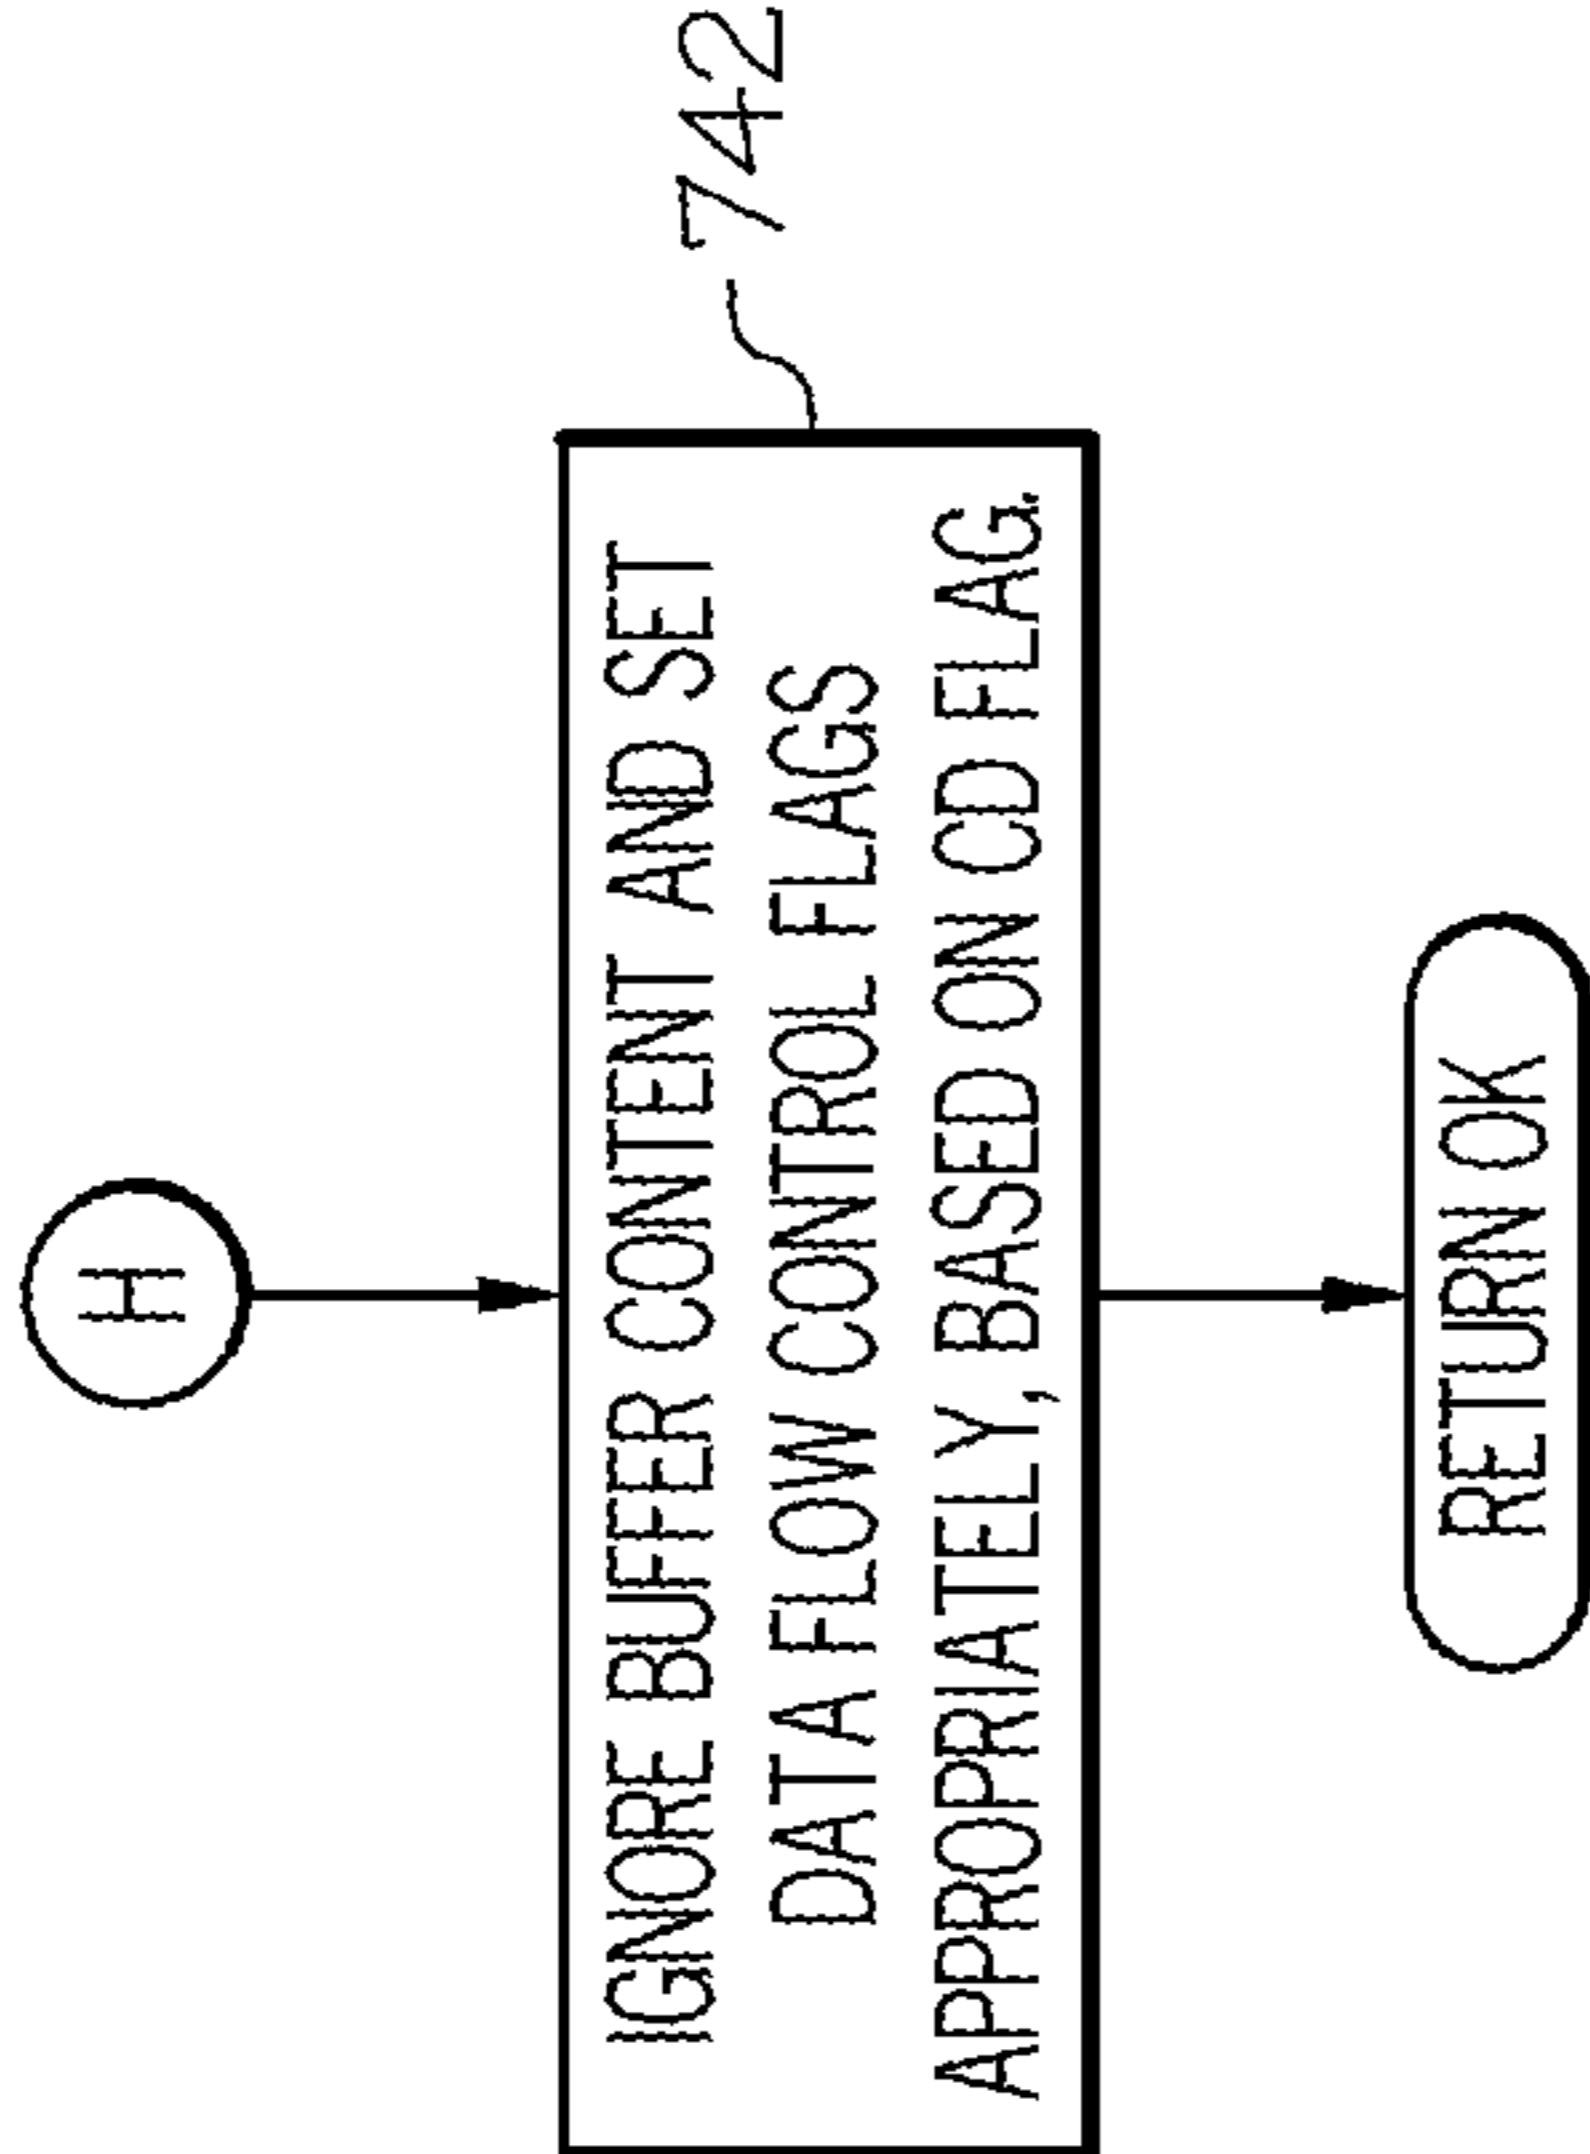 H
742
IGNORE BUFFER CONTENT AND SET
DATA FLOW CONTROL FLAGS
APPROPRIATELY, BASED ON CD FLAG.
RETURN OK